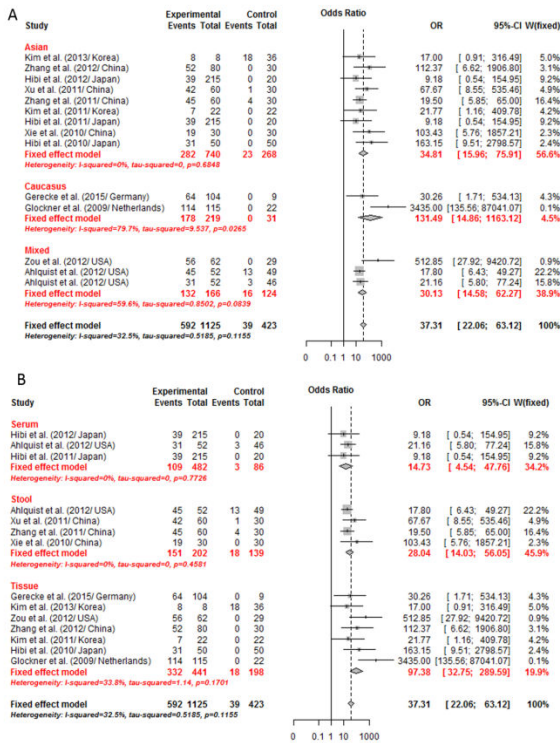 A
Experimental Control Odds Ratio
Study Events Total Events Total OR 95%-CI W(fixed)
Asian
Kim et al. (2013/ Korea) 8 8 18 36 17.00 [ 0.91; 316.49] 5.8%
Zhang et al. (2012/ China) 52 80 0 30 112.37 [ 6.62; 1906.80] 3.1%
Hibi et al. (2012/ Japan) 39 215 0 20 9.18 [ 0.54; 154.95] 9.2%
Xu et al. (2011/ China) 42 60 1 30 67.67 [ 8.55; 535.46] 3.9%
Zhang et al. (2011/ China) 45 60 4 30 19.50 [ 5.85; 65.00] 16.4%
Kim et al. (2011/ Korea) 7 22 0 22 21.77 [ 1.16; 409.78] 4.1%
Hibi et al. (2011/ Japan) 39 215 0 20 9.18 [ 0.54; 154.95] 9.2%
Xie et al. (2010/ China) 19 30 0 30 103.43 [ 5.76; 1857.21] 2.3%
Hibi et al. (2010/ Japan) 31 50 0 50 163.15 [ 9.51; 2798.57] 2.4%
Fixed effect model 282 740 23 268 34.81 [ 15.96; 75.91] 56.6%
Heterogeneity: I-squared=0%, tau-squared=0, p=0.6848
Caucasus
Gerecke et al. (2015/ Germany) 64 104 0 9 30.26 [ 1.71; 534.13] 4.3%
Glockner et al. (2009/ Netherlands) 114 115 0 22 3435.00 [135.56; 87041.07] 0.1%
Fixed effect model 178 219 0 31 131.49 [ 14.86; 1163.12] 4.5%
Heterogeneity: I-squared=79.7%, tau-squared=9.537, p=0.0265
Mixed
Zou et al. (2012/ USA) 56 62 0 29 512.85 [ 27.92; 9420.72] 0.9%
Ahlquist et al. (2012/ USA) 45 52 13 49 17.80 [ 6.43; 49.27] 22.2%
Ahlquist et al. (2012/ USA) 31 52 3 46 21.16 [ 5.80; 77.24] 15.8%
Fixed effect model 132 166 16 124 30.13 [ 14.58; 62.27] 38.9%
Heterogeneity: I-squared=59.6%, tau-squared=0.8502, p=0.0839
Fixed effect model 592 1125 39 423 37.31 [ 22.06; 63.12] 100%
Heterogeneity: I-squared=32.5%, tau-squared=0.5185, p=0.1155
0.1 10 1000
B
Experimental Control Odds Ratio
Study Events Total Events Total OR 95%-CI W(fixed)
Serum
Hibi et al. (2012/ Japan) 39 215 0 20 9.18 [ 0.54; 154.95] 9.2%
Ahlquist et al. (2012/ USA) 31 52 3 46 21.16 [ 5.80; 77.24] 15.8%
Hibi et al. (2011/ Japan) 39 215 0 20 9.18 [ 0.54; 154.95] 9.2%
Fixed effect model 109 482 3 86 14.73 [ 4.54; 47.76] 34.2%
Heterogeneity: I-squared=0%, tau-squared=0, p=0.7726
Stool
Ahlquist et al. (2012/ USA) 45 52 13 49 17.80 [ 6.43; 49.27] 22.2%
Xu et al. (2011/ China) 42 60 1 30 67.67 [ 8.55; 535.46] 3.9%
Zhang et al. (2011/ China) 45 60 4 30 19.50 [ 5.85; 65.00] 16.4%
Xie et al. (2010/ China) 19 30 0 30 103.43 [ 5.76; 1857.21] 2.3%
Fixed effect model 151 202 18 139 28.04 [ 14.03; 56.05] 45.9%
Heterogeneity: I-squared=0%, tau-squared=0, p=0.4581
Tissue
Gerecke et al. (2015/ Germany) 64 104 0 9 30.26 [ 1.71; 534.13] 4.3%
Kim et al. (2013/ Korea) 8 8 18 36 17.00 [ 0.91; 316.49] 5.8%
Zou et al. (2012/ USA) 56 62 0 29 512.85 [ 27.92; 9420.72] 0.9%
Zhang et al. (2012/ China) 52 80 0 30 112.37 [ 6.62; 1906.80] 3.1%
Kim et al. (2011/ Korea) 7 22 0 22 21.77 [ 1.16; 409.78] 4.1%
Hibi et al. (2010/ Japan) 31 50 0 50 163.15 [ 9.51; 2798.57] 2.4%
Glockner et al. (2009/ Netherlands) 114 115 0 22 3435.00 [135.56; 87041.07] 0.1%
Fixed effect model 332 441 18 198 97.38 [ 32.75; 289.59] 19.9%
Heterogeneity: I-squared=33.8%, tau-squared=1.14, p=0.1701
Fixed effect model 592 1125 39 423 37.31 [ 22.06; 63.12] 100%
Heterogeneity: I-squared=32.5%, tau-squared=0.5185, p=0.1155
0.1 10 1000